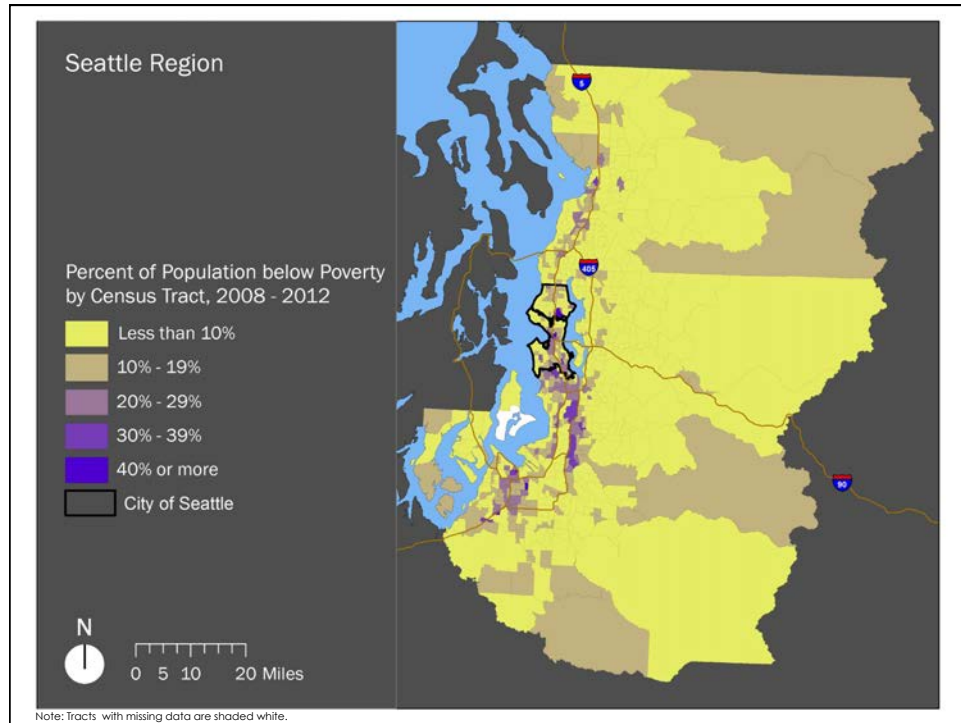 Seattle Region
Percent of Population below Poverty
by Census Tract, 2008 - 2012
Less than 10%
10% - 19%
20% - 29%
30% - 39%
40% or more
City of Seattle
N
0 5 10 20 Miles
5
405
90
Note: Tracts with missing data are shaded white.